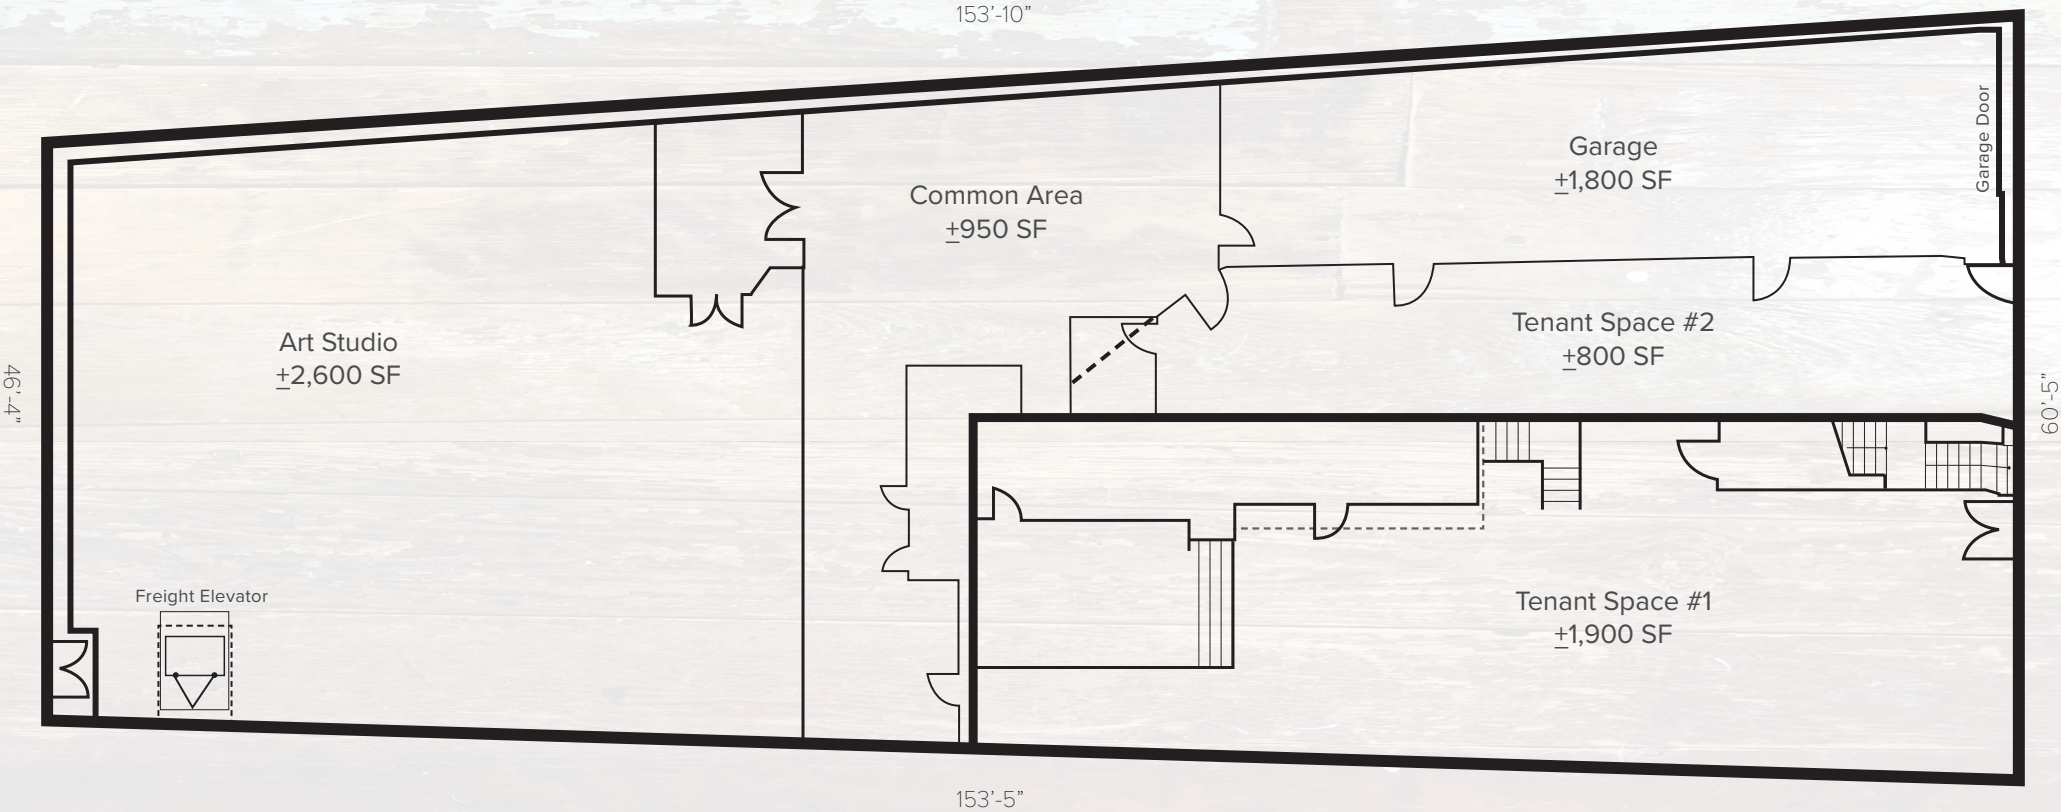 153’-10”
Garage Door
Garage
±1,800 SF
Common Area
±950 SF
Tenant Space #2
±800 SF
Art Studio
±2,600 SF
46’-4”
60’-5”
Freight Elevator
Tenant Space #1
±1,900 SF
153’-5”